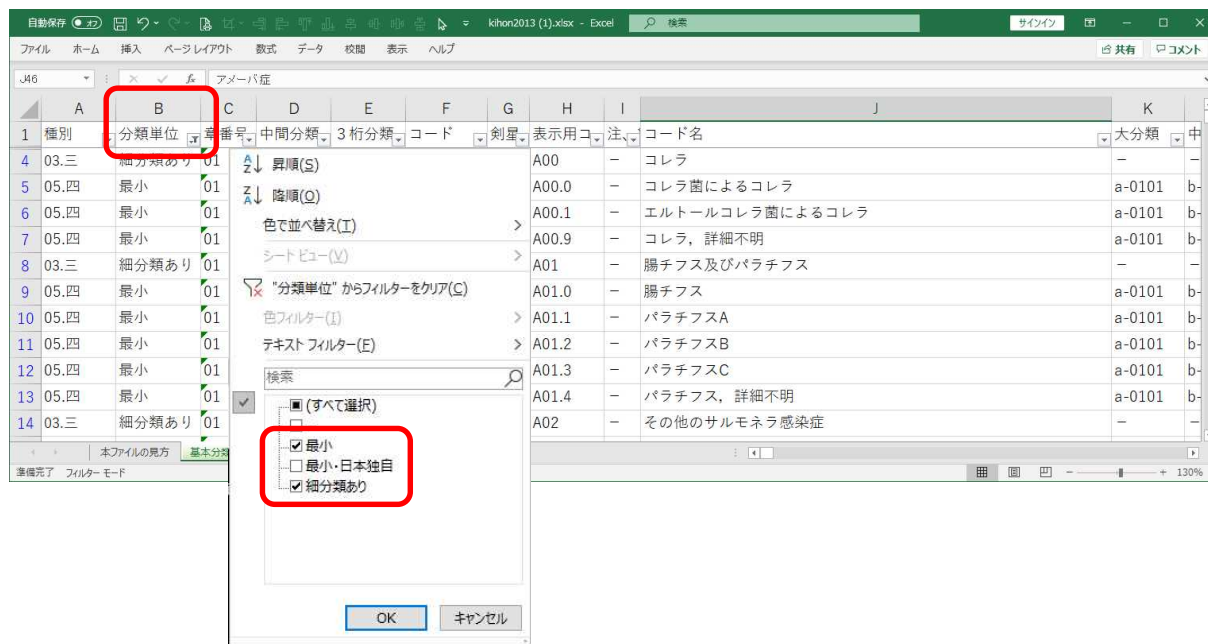 自動保存 オフ kihon2013 (1).xlsx - Excel 検索 サインイン
ファイル ホーム 挿入 ページ レイアウト 数式 データ 校閲 表示 ヘルプ 共有 コメント
J46 fx アメーバ症
A B C D E F G H I J K
1 種別 分類単位 章番号 中間分類 3桁分類 コード 剣星 表示用コ 注、 コード名 大分類 中
4 03.三 細分類あり 01 A00 − コレラ − −
5 05.四 最小 01 A00.0 − コレラ菌によるコレラ a-0101 b-
6 05.四 最小 01 A00.1 − エルトールコレラ菌によるコレラ a-0101 b-
7 05.四 最小 01 A00.9 − コレラ，詳細不明 a-0101 b-
8 03.三 細分類あり 01 A01 − 腸チフス及びパラチフス − −
9 05.四 最小 01 A01.0 − 腸チフス a-0101 b-
10 05.四 最小 01 A01.1 − パラチフスA a-0101 b-
11 05.四 最小 01 A01.2 − パラチフスB a-0101 b-
12 05.四 最小 01 A01.3 − パラチフスC a-0101 b-
13 05.四 最小 01 A01.4 − パラチフス，詳細不明 a-0101 b-
14 03.三 細分類あり 01 A02 − その他のサルモネラ感染症 − −
昇順(S)
降順(O)
色で並べ替え(T)
シート ビュー(V)
"分類単位" からフィルターをクリア(C)
色フィルター(I)
テキスト フィルター(F)
検索
(すべて選択)
最小
最小・日本独自
細分類あり
OK キャンセル
本ファイルの見方 基本分類
準備完了 フィルター モード 130%